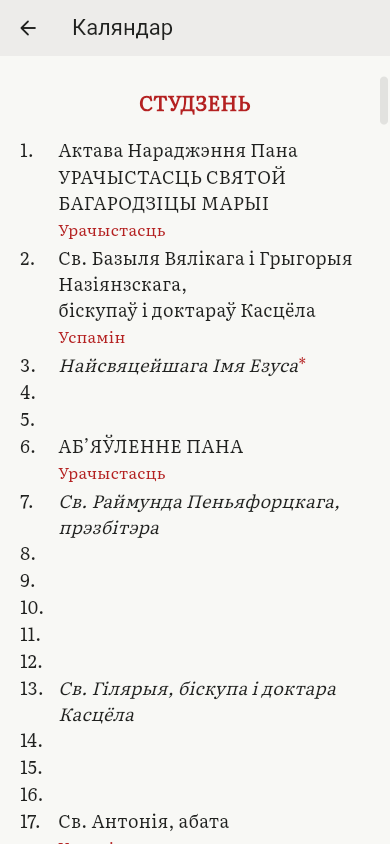 Каляндар
СТУДЗЕНЬ
1. Актава Нараджэння Пана
УРАЧЫСТАСЦЬ СВЯТОЙ
БАГАРОДЗІЦЫ МАРЫІ
Урачыстасць
2. Св. Базыля Вялікага і Грыгорыя
Назіянзскага,
біскупаў і доктараў Касцёла
Успамін
3. Найсвяцейшага Імя Езуса*
4.
5.
6. АБ’ЯЎЛЕННЕ ПАНА
Урачыстасць
7. Св. Раймунда Пеньяфорцкага,
прэзбітэра
8.
9.
10.
11.
12.
13. Св. Гілярыя, біскупа і доктара
Касцёла
14.
15.
16.
17. Св. Антонія, абата